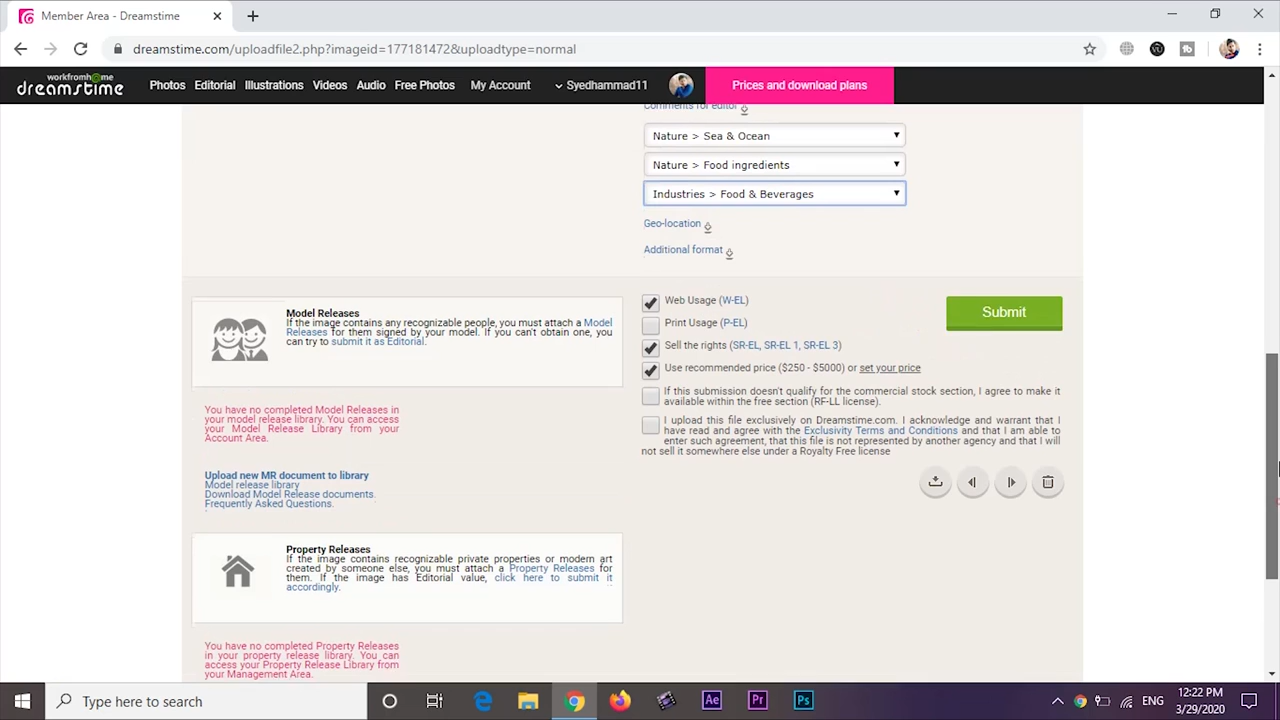 Member Area - Dreamstime
dreamstime.com/uploadfile2.php?imageid=177181472&uploadtype=normal
workfromh@me
dreamstime
Photos Editorial Illustrations Videos Audio Free Photos My Account Syedhammad11 Prices and download plans
Comments for editor
Nature > Sea & Ocean
Nature > Food ingredients
Industries > Food & Beverages
Geo-location
Additional format
Model Releases
If the image contains any recognizable people, you must attach a Model
Releases for them signed by your model. If you can't obtain one, you
can try to submit it as Editorial.
You have no completed Model Releases in
your model release library. You can access
your Model Release Library from your
Account Area.
Upload new MR document to library
Model release library
Download Model Release documents.
Frequently Asked Questions.
Property Releases
If the image contains recognizable private properties or modern art
created by someone else, you must attach a Property Releases for
them. If the image has Editorial value, click here to submit it
accordingly.
You have no completed Property Releases
in your property release library. You can
access your Property Release Library from
your Management Area.
Web Usage (W-EL)
Print Usage (P-EL)
Sell the rights (SR-EL, SR-EL 1, SR-EL 3)
Use recommended price ($250 - $5000) or set your price
If this submission doesn't qualify for the commercial stock section, I agree to make it
available within the free section (RF-LL license).
I upload this file exclusively on Dreamstime.com. I acknowledge and warrant that I
have read and agree with the Exclusivity Terms and Conditions and that I am able to
enter such agreement, that this file is not represented by another agency and that I will
not sell it somewhere else under a Royalty Free license
Submit
Type here to search
Ae
Pr
Ps
ENG
12:22 PM
3/29/2020